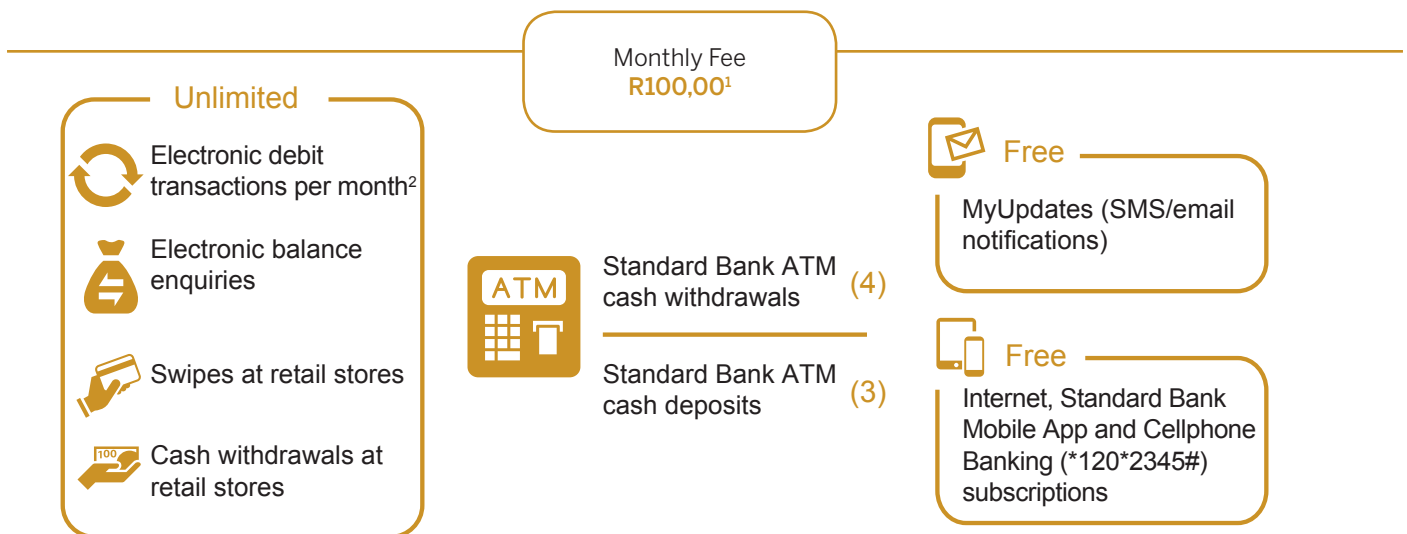 Monthly Fee
R100,00¹
Unlimited
Electronic debit
transactions per month²
Electronic balance
enquiries
Swipes at retail stores
100
Cash withdrawals at
retail stores
ATM
Standard Bank ATM
cash withdrawals (4)
Standard Bank ATM
cash deposits (3)
Free
MyUpdates (SMS/email
notifications)
Free
Internet, Standard Bank
Mobile App and Cellphone
Banking (*120*2345#)
subscriptions